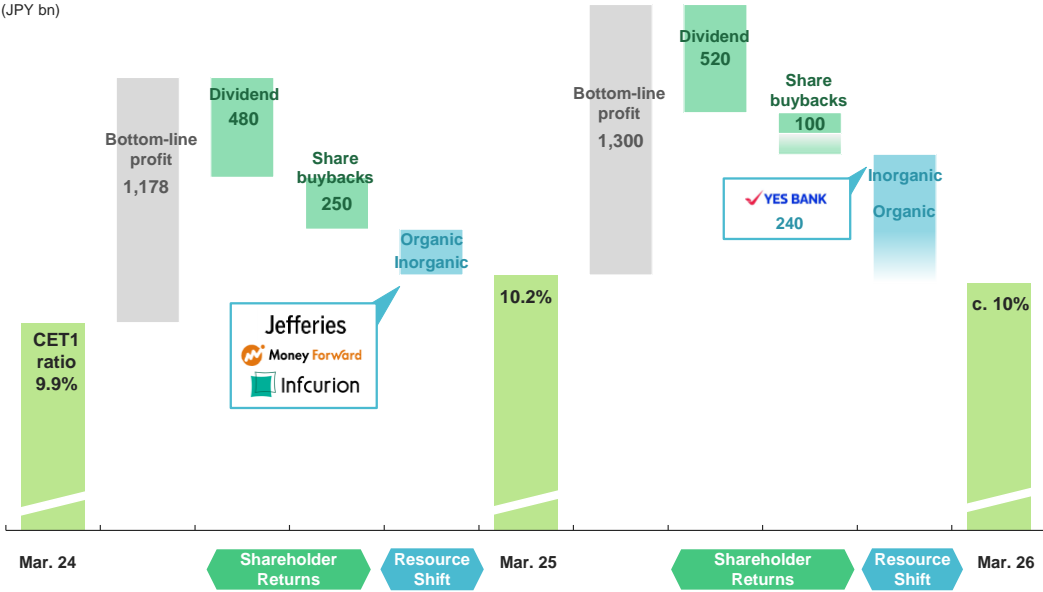 (JPY bn)
CET1
ratio
9.9%
Bottom-line
profit
1,178
Dividend
480
Share
buybacks
250
Organic
Inorganic
Jefferies
Money Forward
Infcurion
10.2%
Bottom-line
profit
1,300
Dividend
520
Share
buybacks
100
YES BANK
240
Inorganic
Organic
c. 10%
Mar. 24
Shareholder
Returns
Resource
Shift
Mar. 25
Shareholder
Returns
Resource
Shift
Mar. 26